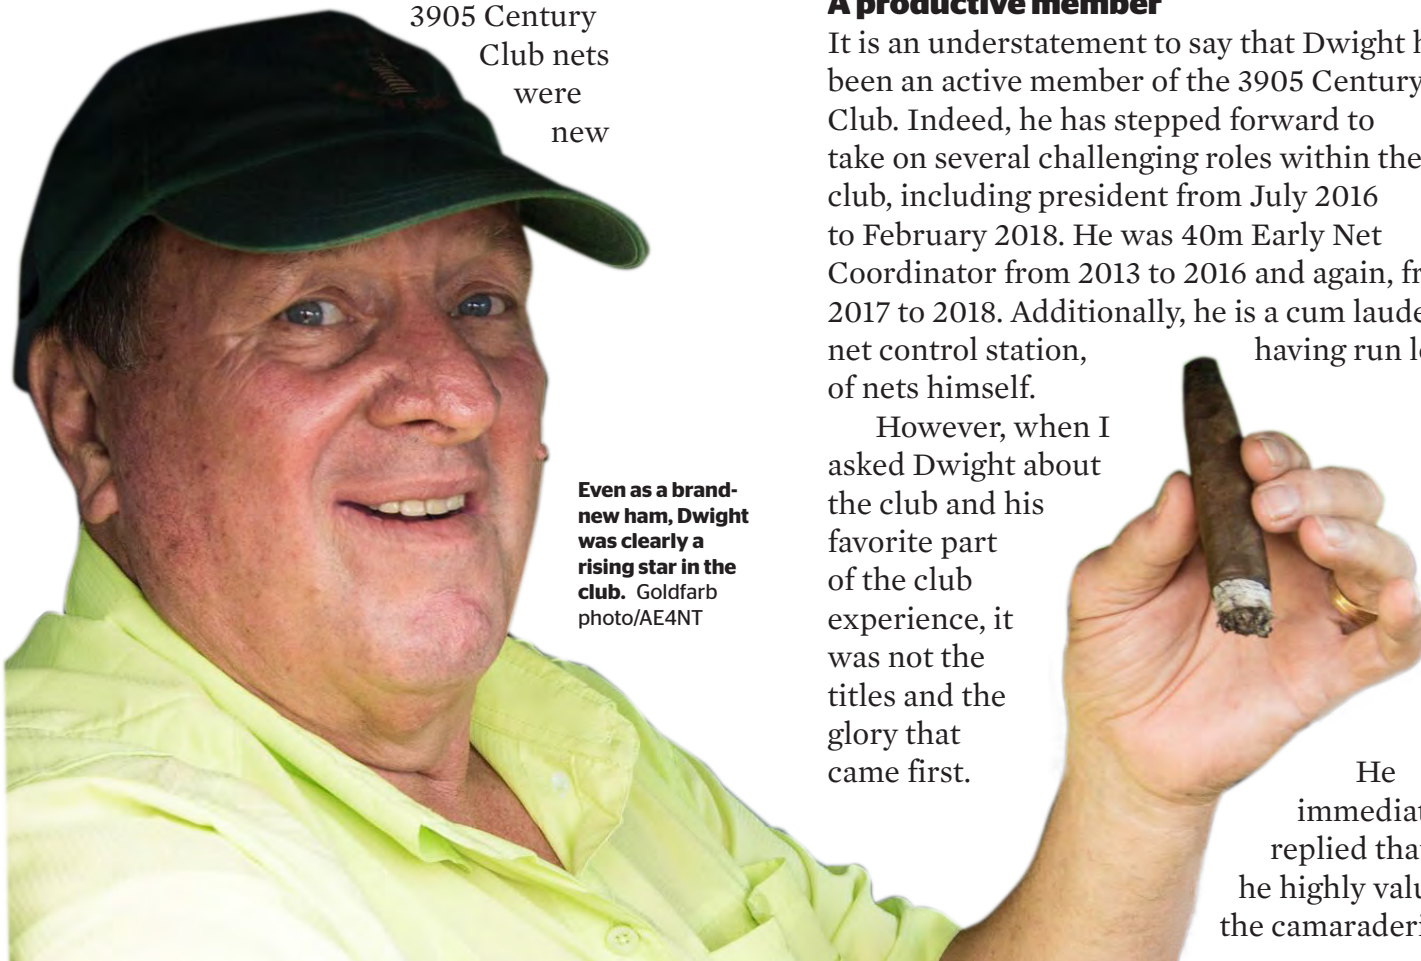 3905 Century
Club nets
were
new
Even as a brand-
new ham, Dwight
was clearly a
rising star in the
club. Goldfarb
photo/AE4NT
A productive member
It is an understatement to say that Dwight
been an active member of the 3905 Century
Club. Indeed, he has stepped forward to
take on several challenging roles within the
club, including president from July 2016
to February 2018. He was 40m Early Net
Coordinator from 2013 to 2016 and again,
2017 to 2018. Additionally, he is a cum laude
net control station, having run
of nets himself.
However, when I
asked Dwight about
the club and his
favorite part
of the club
experience, it
was not the
titles and the
glory that
came first.
He
replied
he highly
the